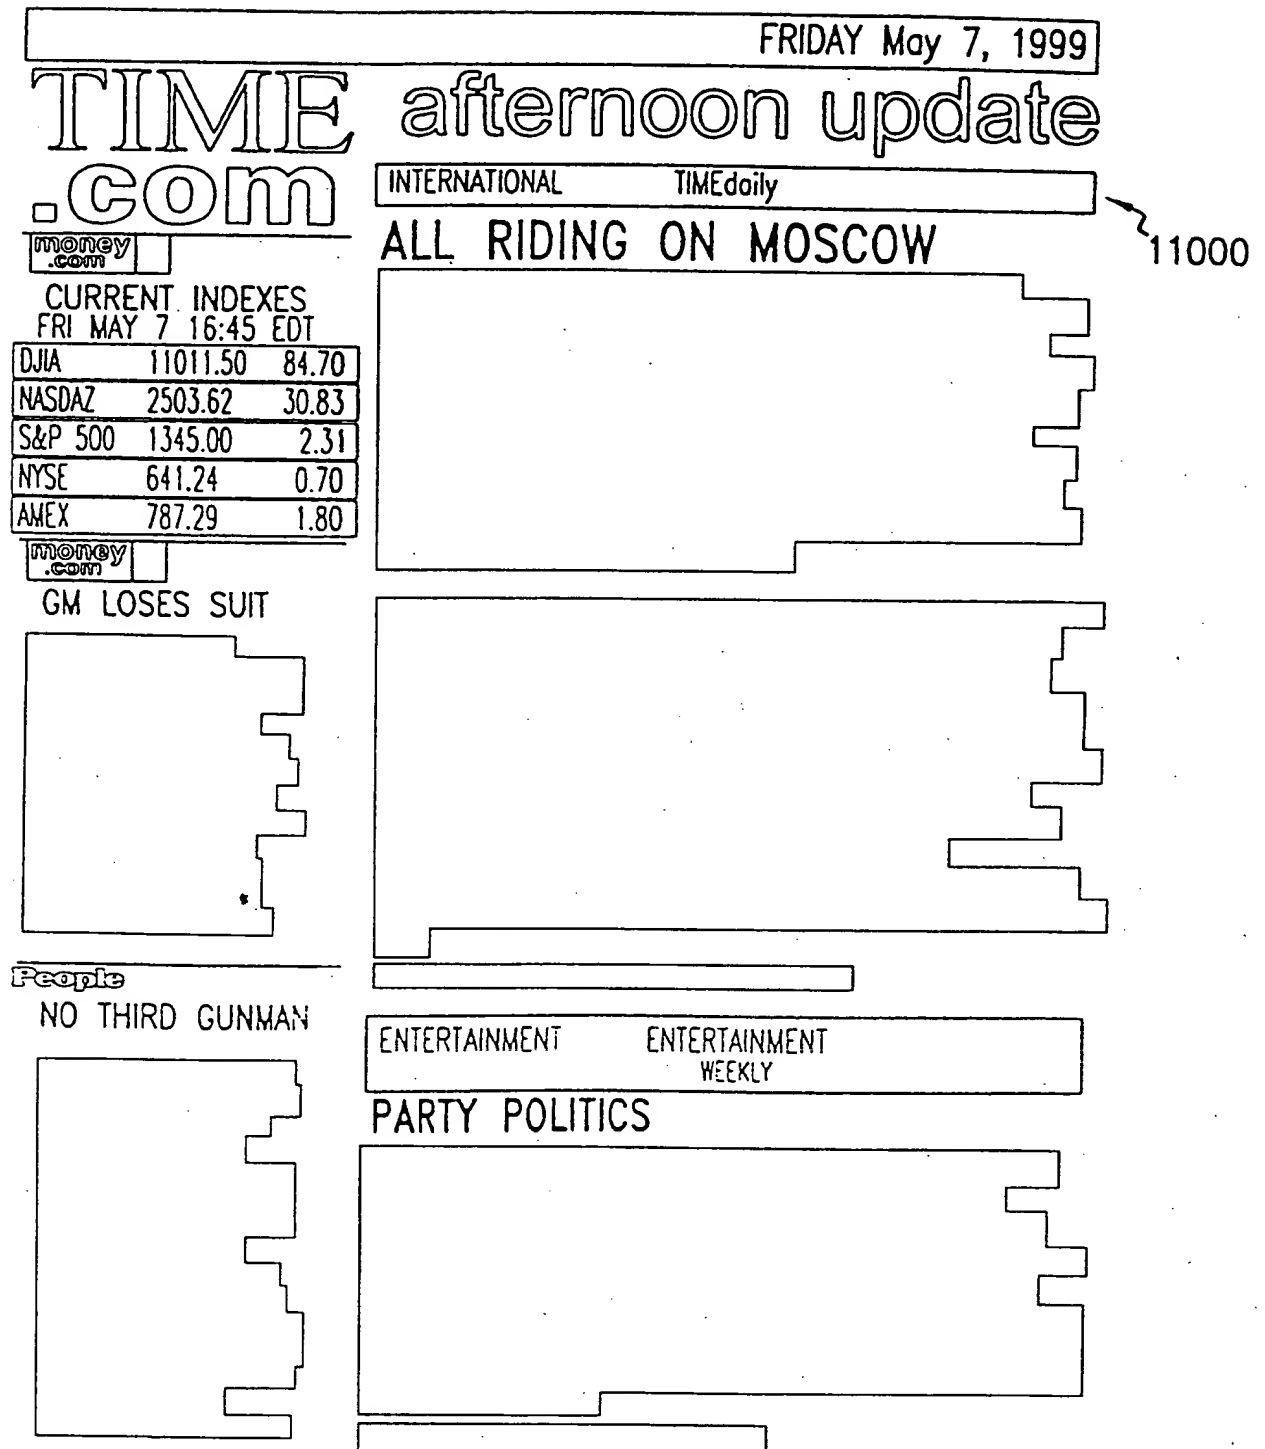 FRIDAY May 7, 1999
TIME
.com
afternoon update
INTERNATIONAL TIMEdaily
11000
ALL RIDING ON MOSCOW
money
.com
CURRENT INDEXES
FRI MAY 7 16:45 EDT
DJIA 11011.50 84.70
NASDAZ 2503.62 30.83
S&P 500 1345.00 2.31
NYSE 641.24 0.70
AMEX 787.29 1.80
money
.com
GM LOSES SUIT
People
NO THIRD GUNMAN
ENTERTAINMENT ENTERTAINMENT
WEEKLY
PARTY POLITICS